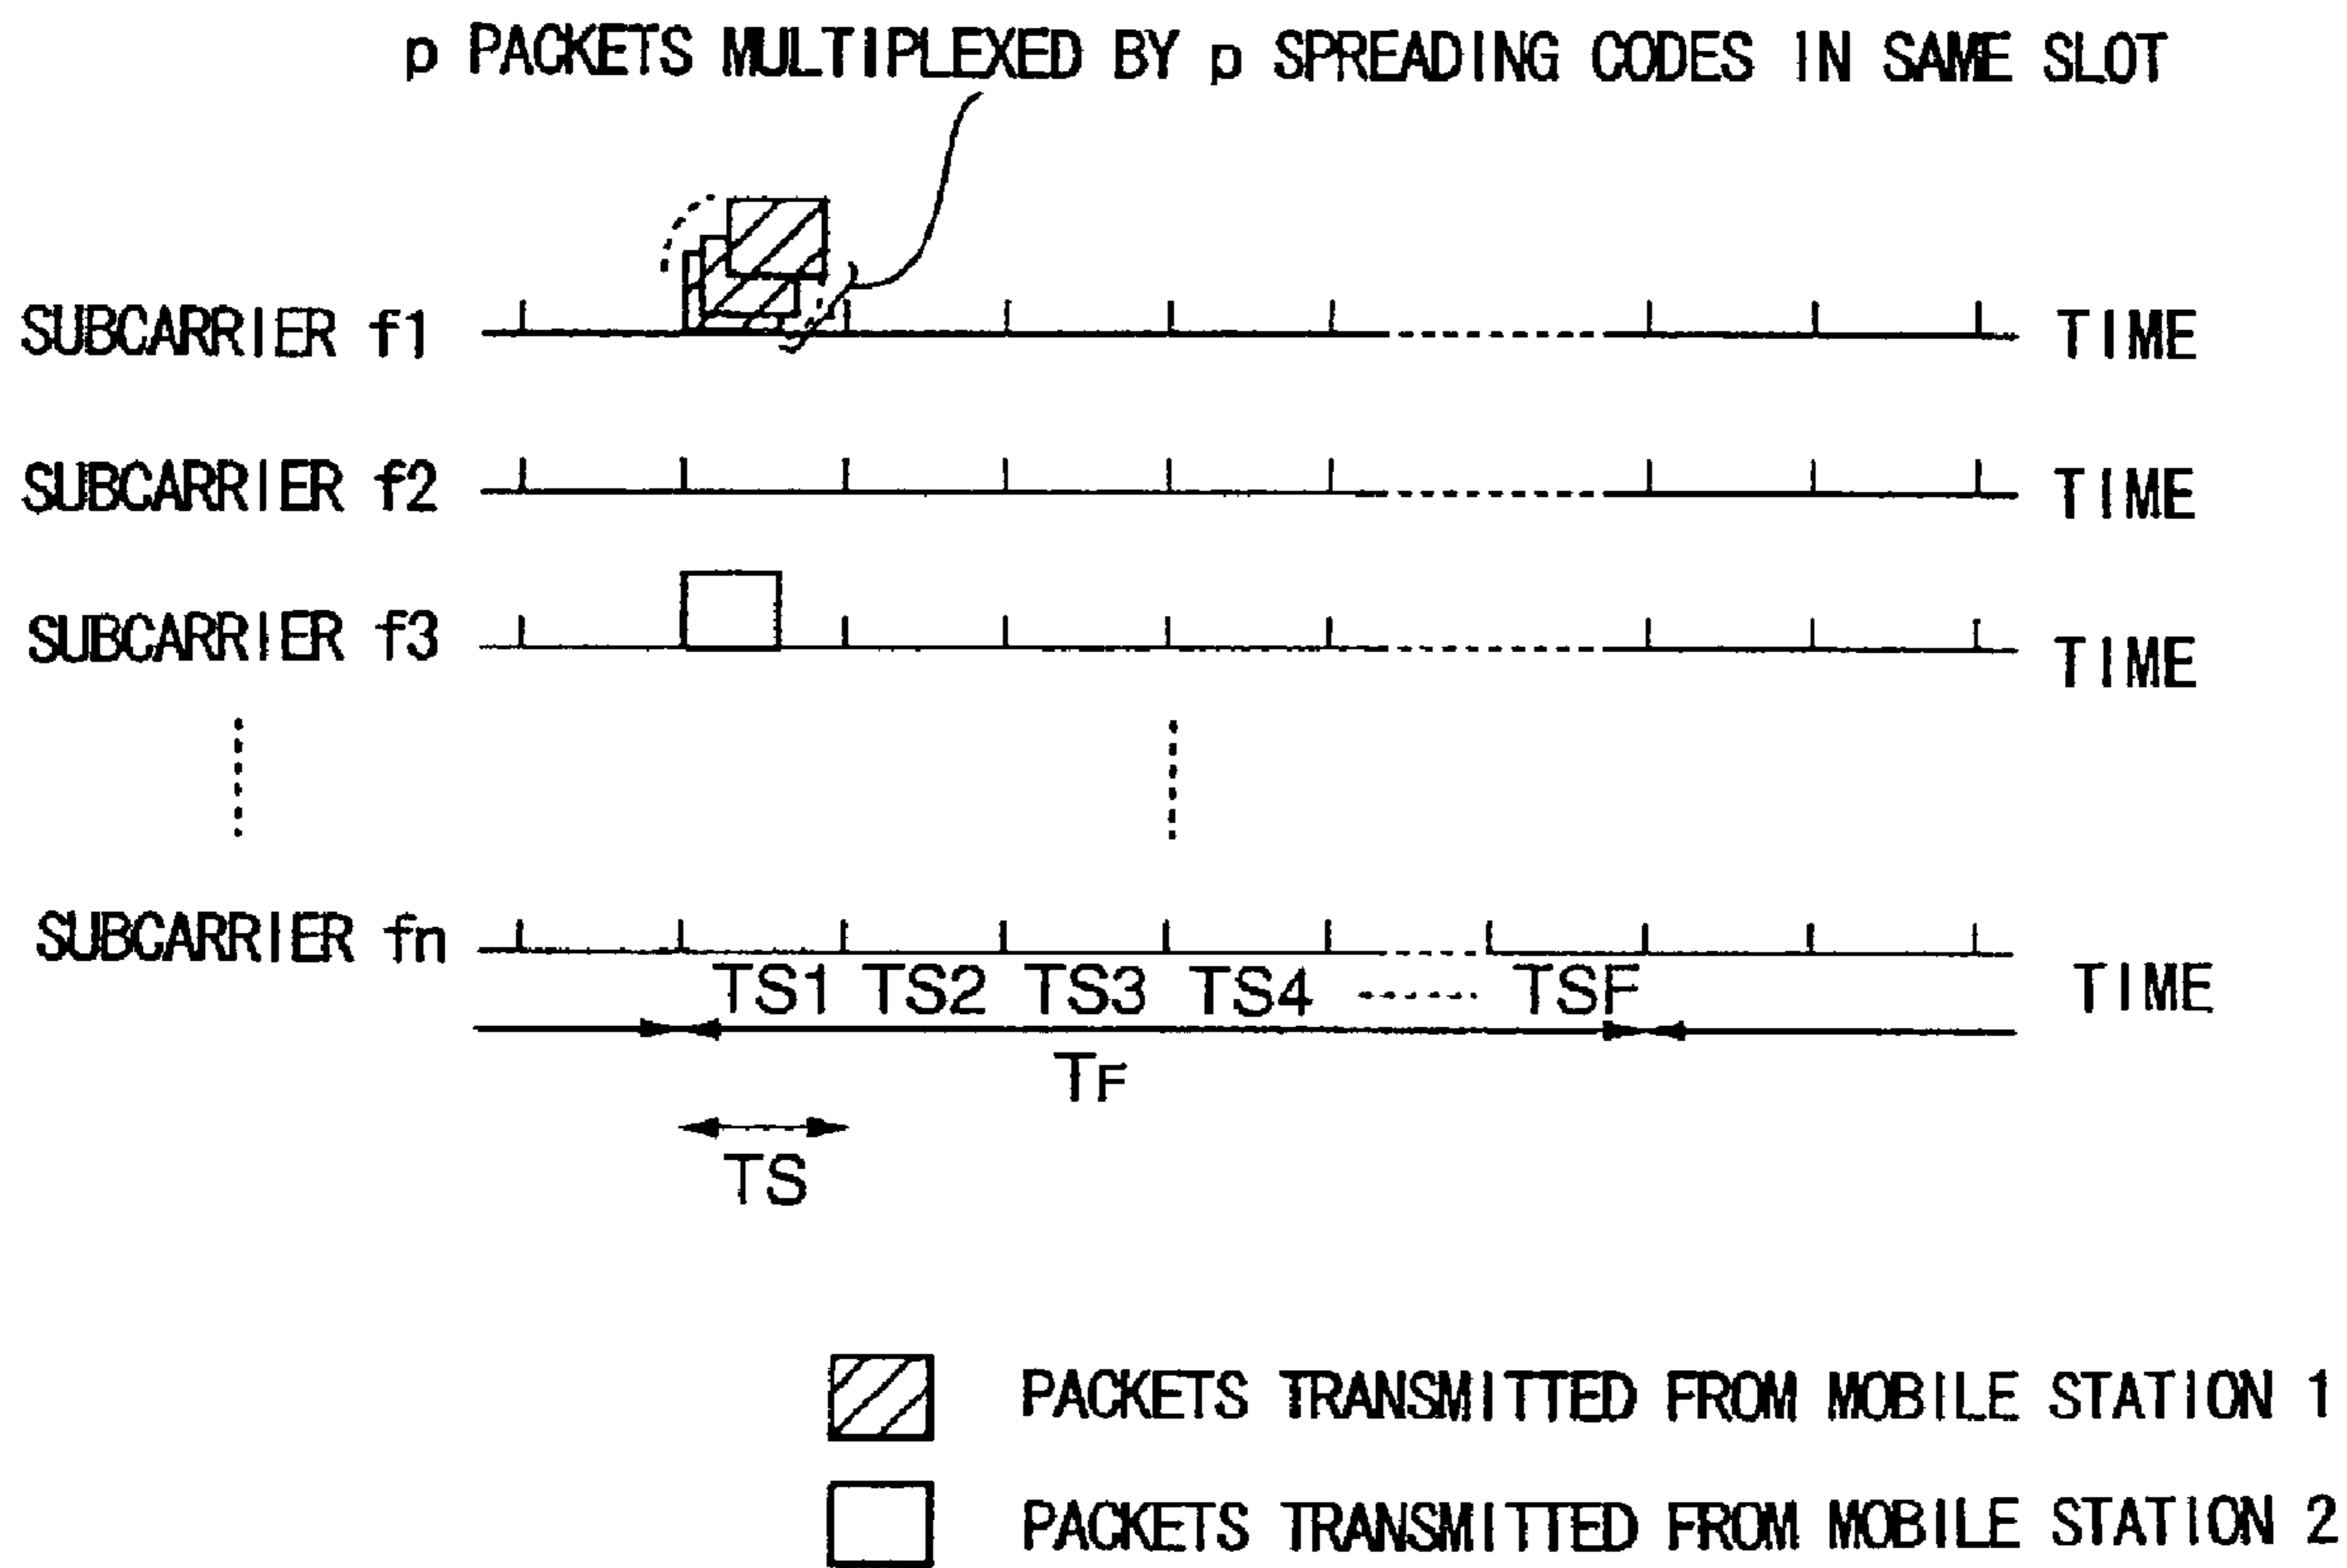 p PACKETS MULTIPLEXED BY p SPREADING CODES IN SAME SLOT
SUBCARRIER f1 TIME
SUBCARRIER f2 TIME
SUBCARRIER f3 TIME
SUBCARRIER fn TIME
TS1 TS2 TS3 TS4 TSF
TF
TS
PACKETS TRANSMITTED FROM MOBILE STATION 1
PACKETS TRANSMITTED FROM MOBILE STATION 2